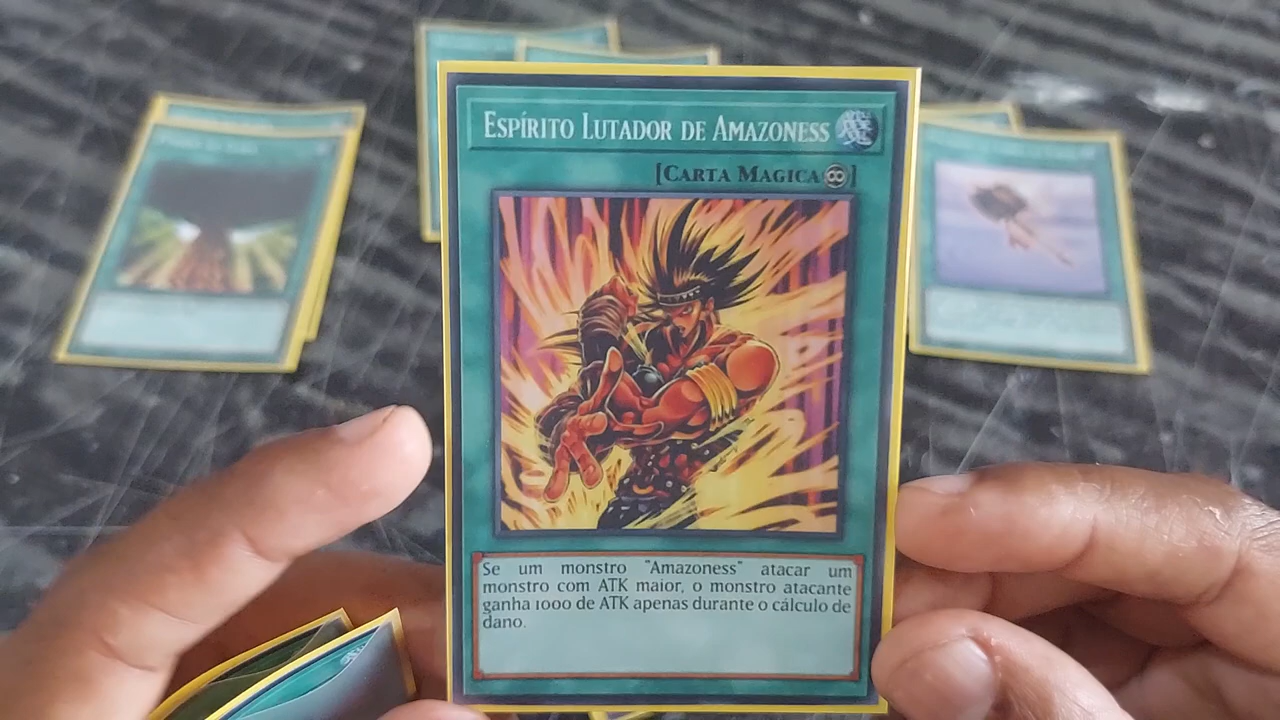 Espírito Lutador de Amazoness
[Carta Magica]
Se um monstro "Amazoness" atacar um
monstro com ATK maior, o monstro atacante
ganha 1000 de ATK apenas durante o cálculo de
dano.